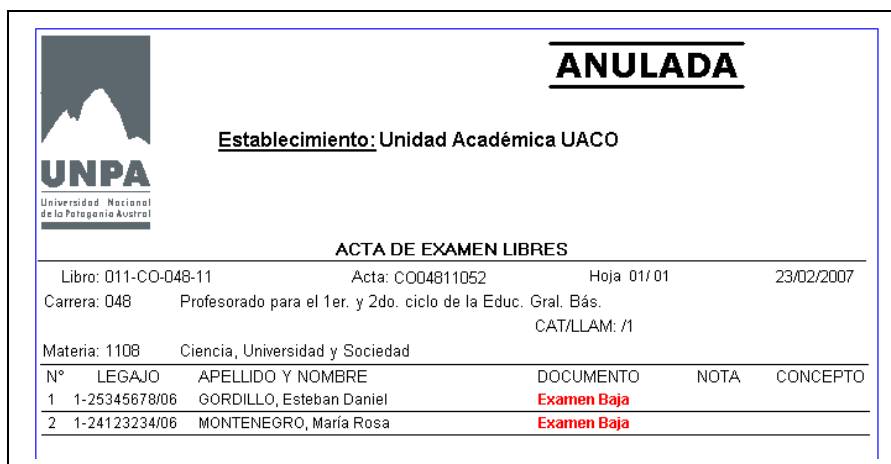 ANULADA
Establecimiento: Unidad Académica UACO
UNPA
Universidad Nacional
de la Patagonia Austral
ACTA DE EXAMEN LIBRES
Libro: 011-CO-048-11 Acta: CO04811052 Hoja 01/01 23/02/2007
Carrera: 048 Profesorado para el 1er. y 2do. ciclo de la Educ. Gral. Bás.
CAT/LLAM: /1
Materia: 1108 Ciencia, Universidad y Sociedad
N° LEGAJO APELLIDO Y NOMBRE DOCUMENTO NOTA CONCEPTO
1 1-25345678/06 GORDILLO, Esteban Daniel Examen Baja
2 1-24123234/06 MONTENEGRO, María Rosa Examen Baja